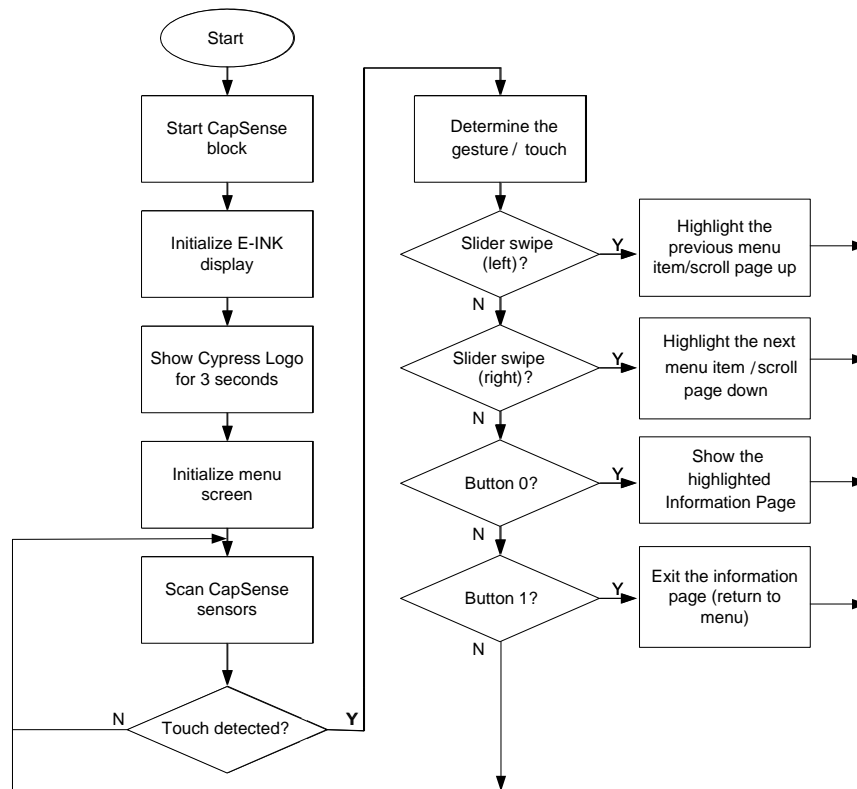 Start
Start CapSense
block
Initialize E-INK
display
Show Cypress Logo
for 3 seconds
Initialize menu
screen
Scan CapSense
sensors
Touch detected?
N
Y
Determine the
gesture / touch
Slider swipe
(left)?
Y
N
Highlight the
previous menu
item/scroll page up
Slider swipe
(right)?
Y
N
Highlight the next
menu item /scroll
page down
Button 0?
Y
N
Show the
highlighted
Information Page
Button 1?
Y
N
Exit the information
page (return to
menu)